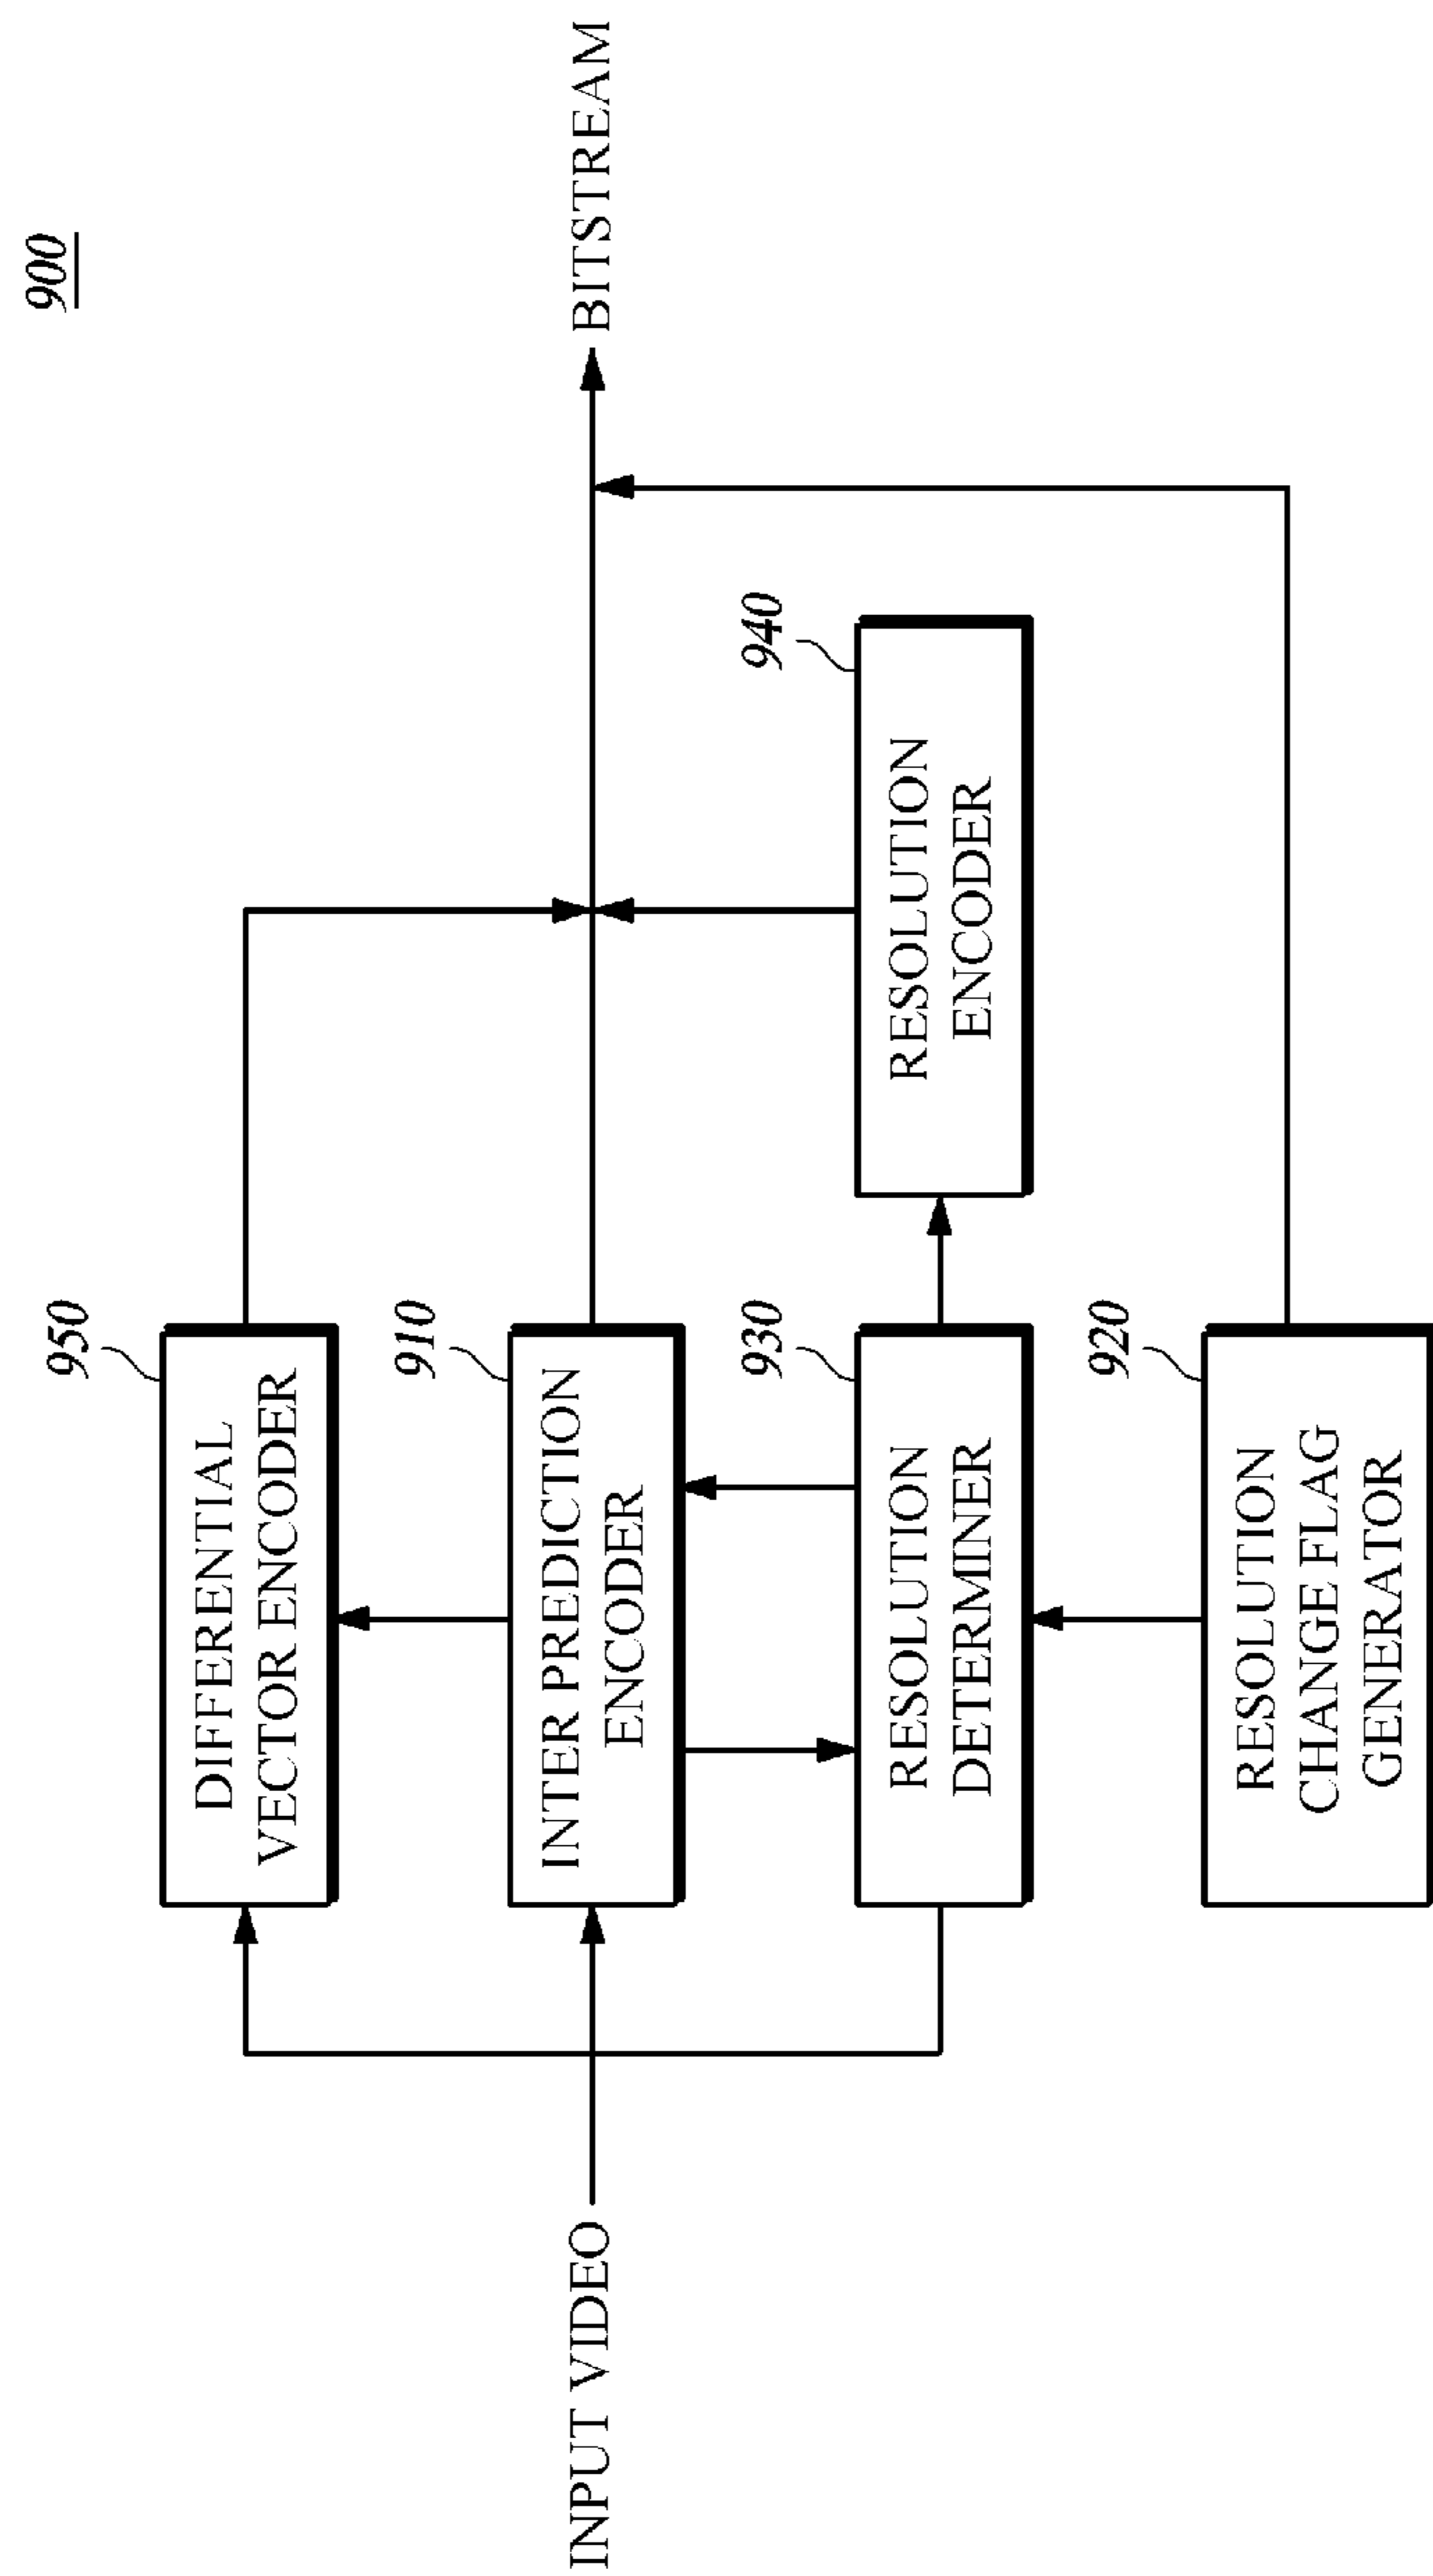 900
950
DIFFERENTIAL
VECTOR ENCODER
INPUT VIDEO
910
INTER PREDICTION
ENCODER
BITSTREAM
930
RESOLUTION
DETERMINER
940
RESOLUTION
ENCODER
920
RESOLUTION
CHANGE FLAG
GENERATOR